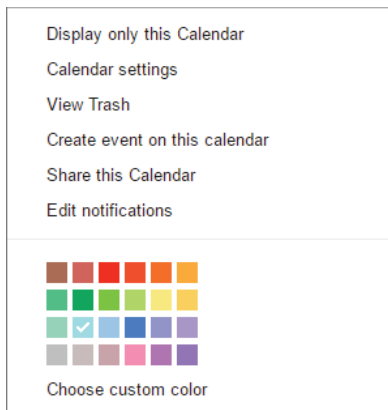 Display only this Calendar
Calendar settings
View Trash
Create event on this calendar
Share this Calendar
Edit notifications
Choose custom color